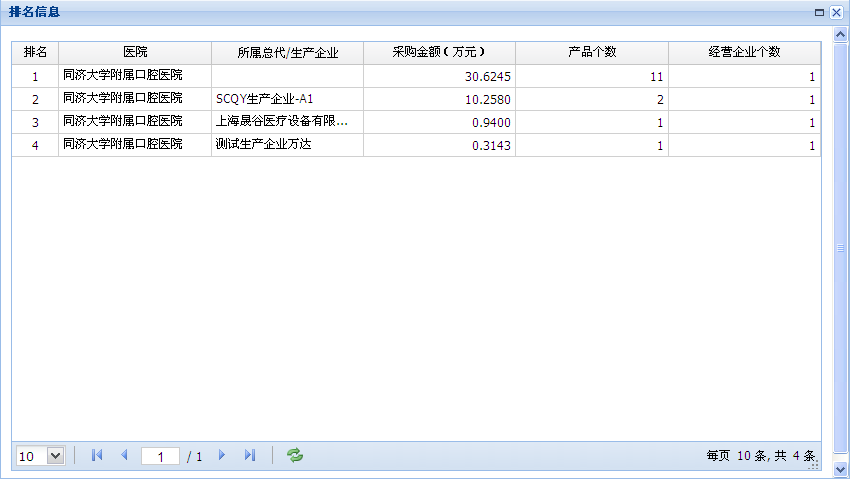 排名信息
排名 医院 所属总代/生产企业 采购金额（万元） 产品个数 经营企业个数
1 同济大学附属口腔医院 30.6245 11 1
2 同济大学附属口腔医院 SCQY生产企业-A1 10.2580 2 1
3 同济大学附属口腔医院 上海晟谷医疗设备有限... 0.9400 1 1
4 同济大学附属口腔医院 测试生产企业万达 0.3143 1 1
10 1 / 1 每页 10 条, 共 4 条